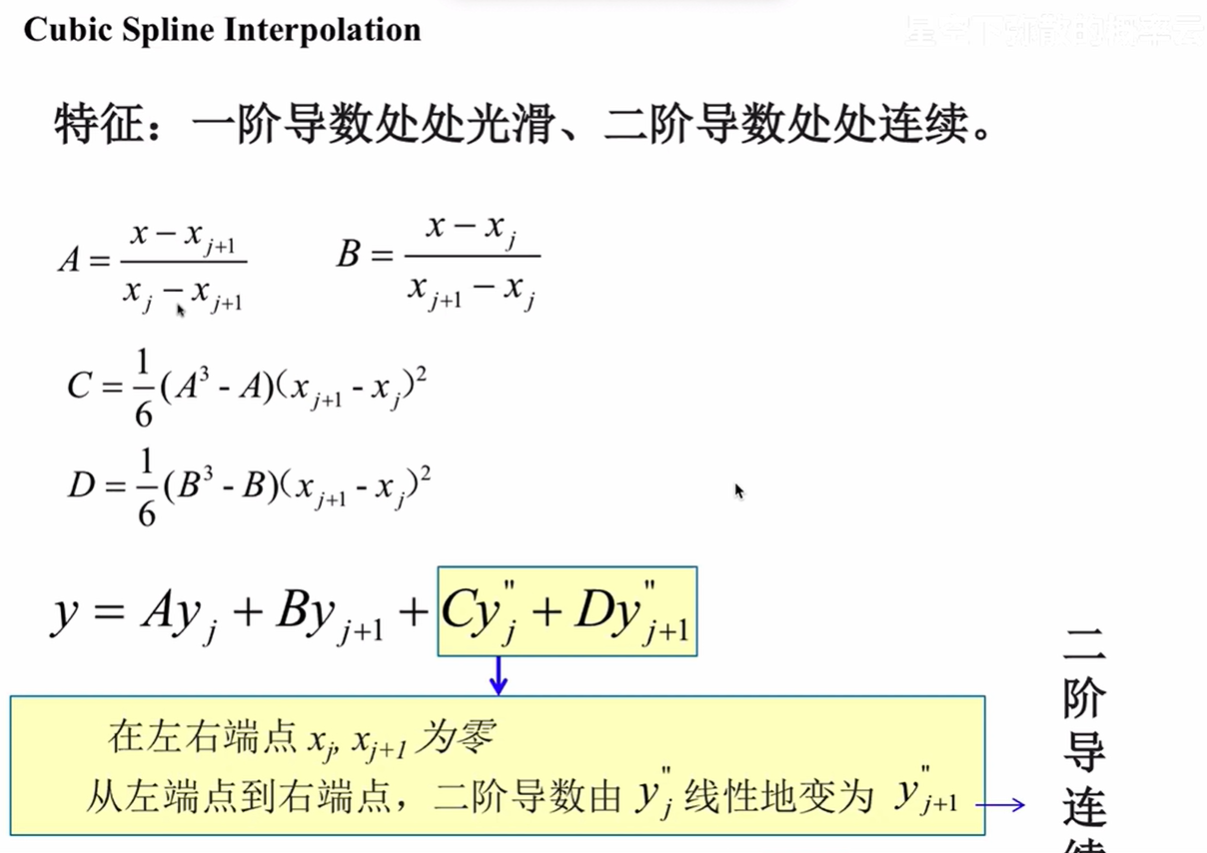 Cubic Spline Interpolation
特征：一阶导数处处光滑、二阶导数处处连续。
A = \frac{x - x_{j+1}}{x_j - x_{j+1}}    B = \frac{x - x_j}{x_{j+1} - x_j}
C = \frac{1}{6}(A^3 - A)(x_{j+1} - x_j)^2
D = \frac{1}{6}(B^3 - B)(x_{j+1} - x_j)^2
y = Ay_j + By_{j+1} + Cy_j^" + Dy_{j+1}^"
在左右端点 x_j, x_{j+1} 为零
从左端点到右端点，二阶导数由 y_j^" 线性地变为 y_{j+1}^"
二阶导连